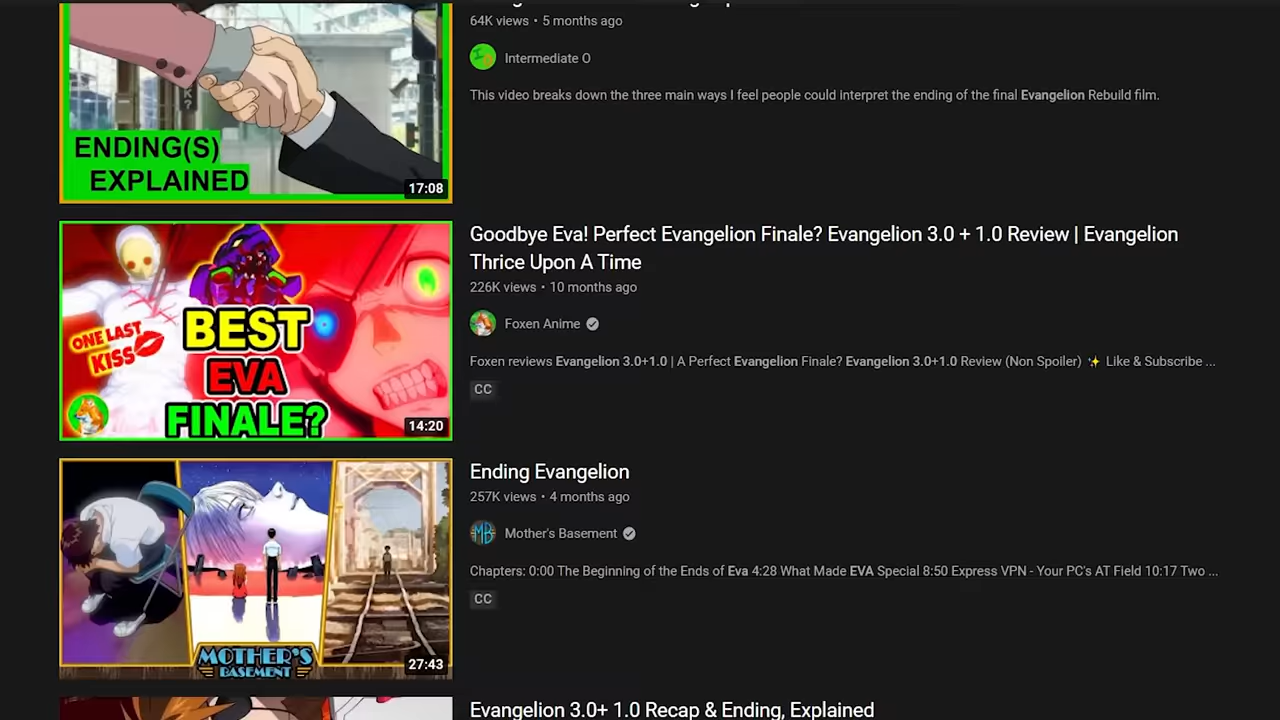 64K views • 5 months ago
Intermediate O
This video breaks down the three main ways I feel people could interpret the ending of the final Evangelion Rebuild film.
K?
ENDING(S)
EXPLAINED
17:08
Goodbye Eva! Perfect Evangelion Finale? Evangelion 3.0 + 1.0 Review | Evangelion
Thrice Upon A Time
226K views • 10 months ago
Foxen Anime
Foxen reviews Evangelion 3.0+1.0 | A Perfect Evangelion Finale? Evangelion 3.0+1.0 Review (Non Spoiler) ✨ Like & Subscribe ...
CC
ONE LAST
KISS
BEST
EVA
FINALE?
14:20
Ending Evangelion
257K views • 4 months ago
MB
Mother's Basement
Chapters: 0:00 The Beginning of the Ends of Eva 4:28 What Made EVA Special 8:50 Express VPN - Your PC's AT Field 10:17 Two ...
CC
MOTHER'S
BASEMENT
27:43
Evangelion 3.0+ 1.0 Recap & Ending, Explained